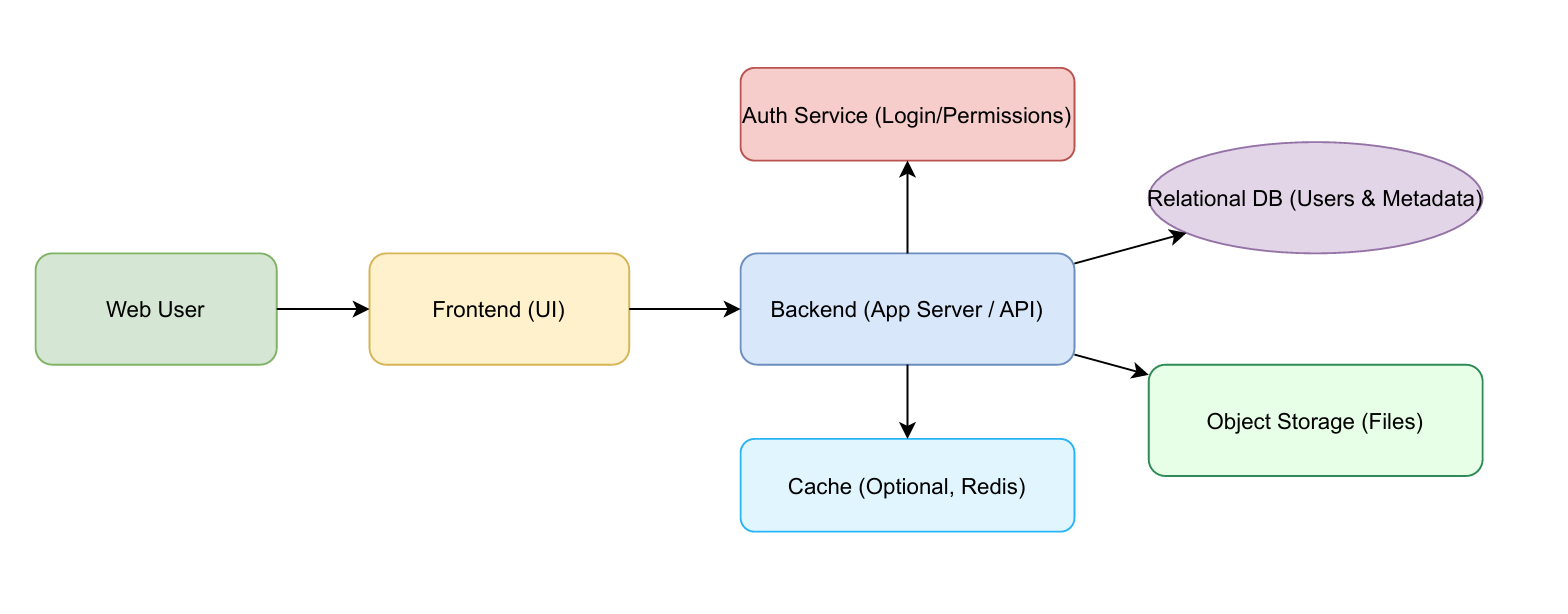 Auth Service (Login/Permissions)
Relational DB (Users & Metadata)
Web User
Frontend (UI)
Backend (App Server / API)
Object Storage (Files)
Cache (Optional, Redis)